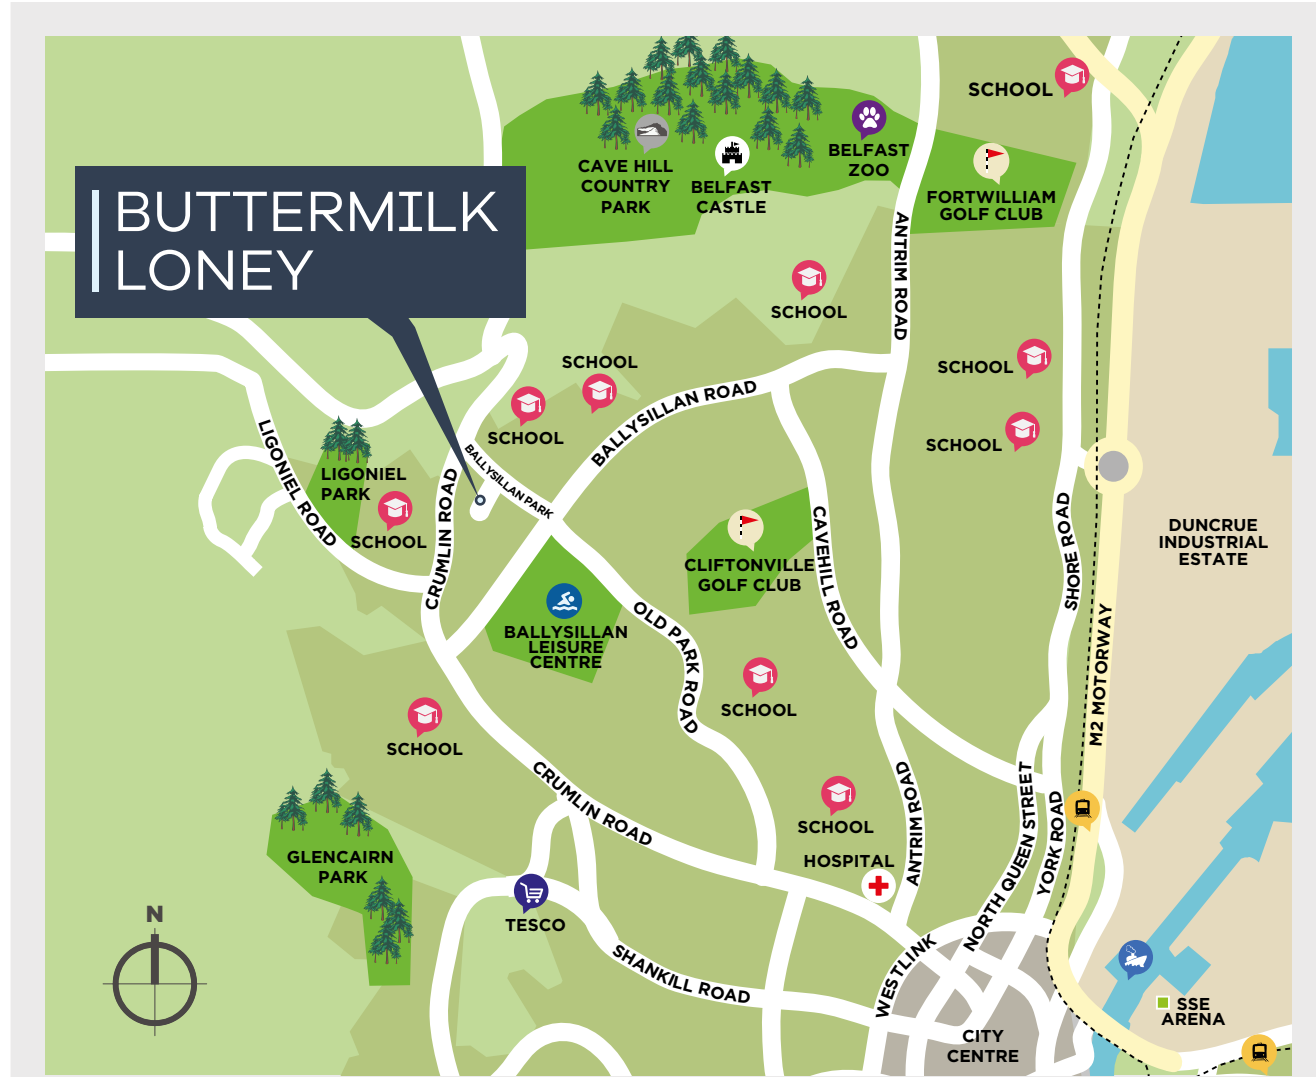 SCHOOL
CAVE HILL
COUNTRY
PARK
BELFAST
CASTLE
BELFAST
ZOO
FORTWILLIAM
GOLF CLUB
BUTTERMILK
LONEY
ANTRIM ROAD
SCHOOL
SCHOOL
SCHOOL
SCHOOL
SCHOOL
BALLYSILLAN ROAD
BALLYSILLAN PARK
LIGONIEL ROAD
LIGONIEL
PARK
SCHOOL
CRUMLIN ROAD
CLIFTONVILLE
GOLF CLUB
CAVEHILL ROAD
SHORE ROAD
DUNCRUE
INDUSTRIAL
ESTATE
BALLYSILLAN
LEISURE
CENTRE
OLD PARK ROAD
M2 MOTORWAY
SCHOOL
SCHOOL
CRUMLIN ROAD
SCHOOL
HOSPITAL
ANTRIM ROAD
NORTH QUEEN STREET
YORK ROAD
GLENCAIRN
PARK
TESCO
N
SHANKILL ROAD
WESTLINK
SSE
ARENA
CITY
CENTRE